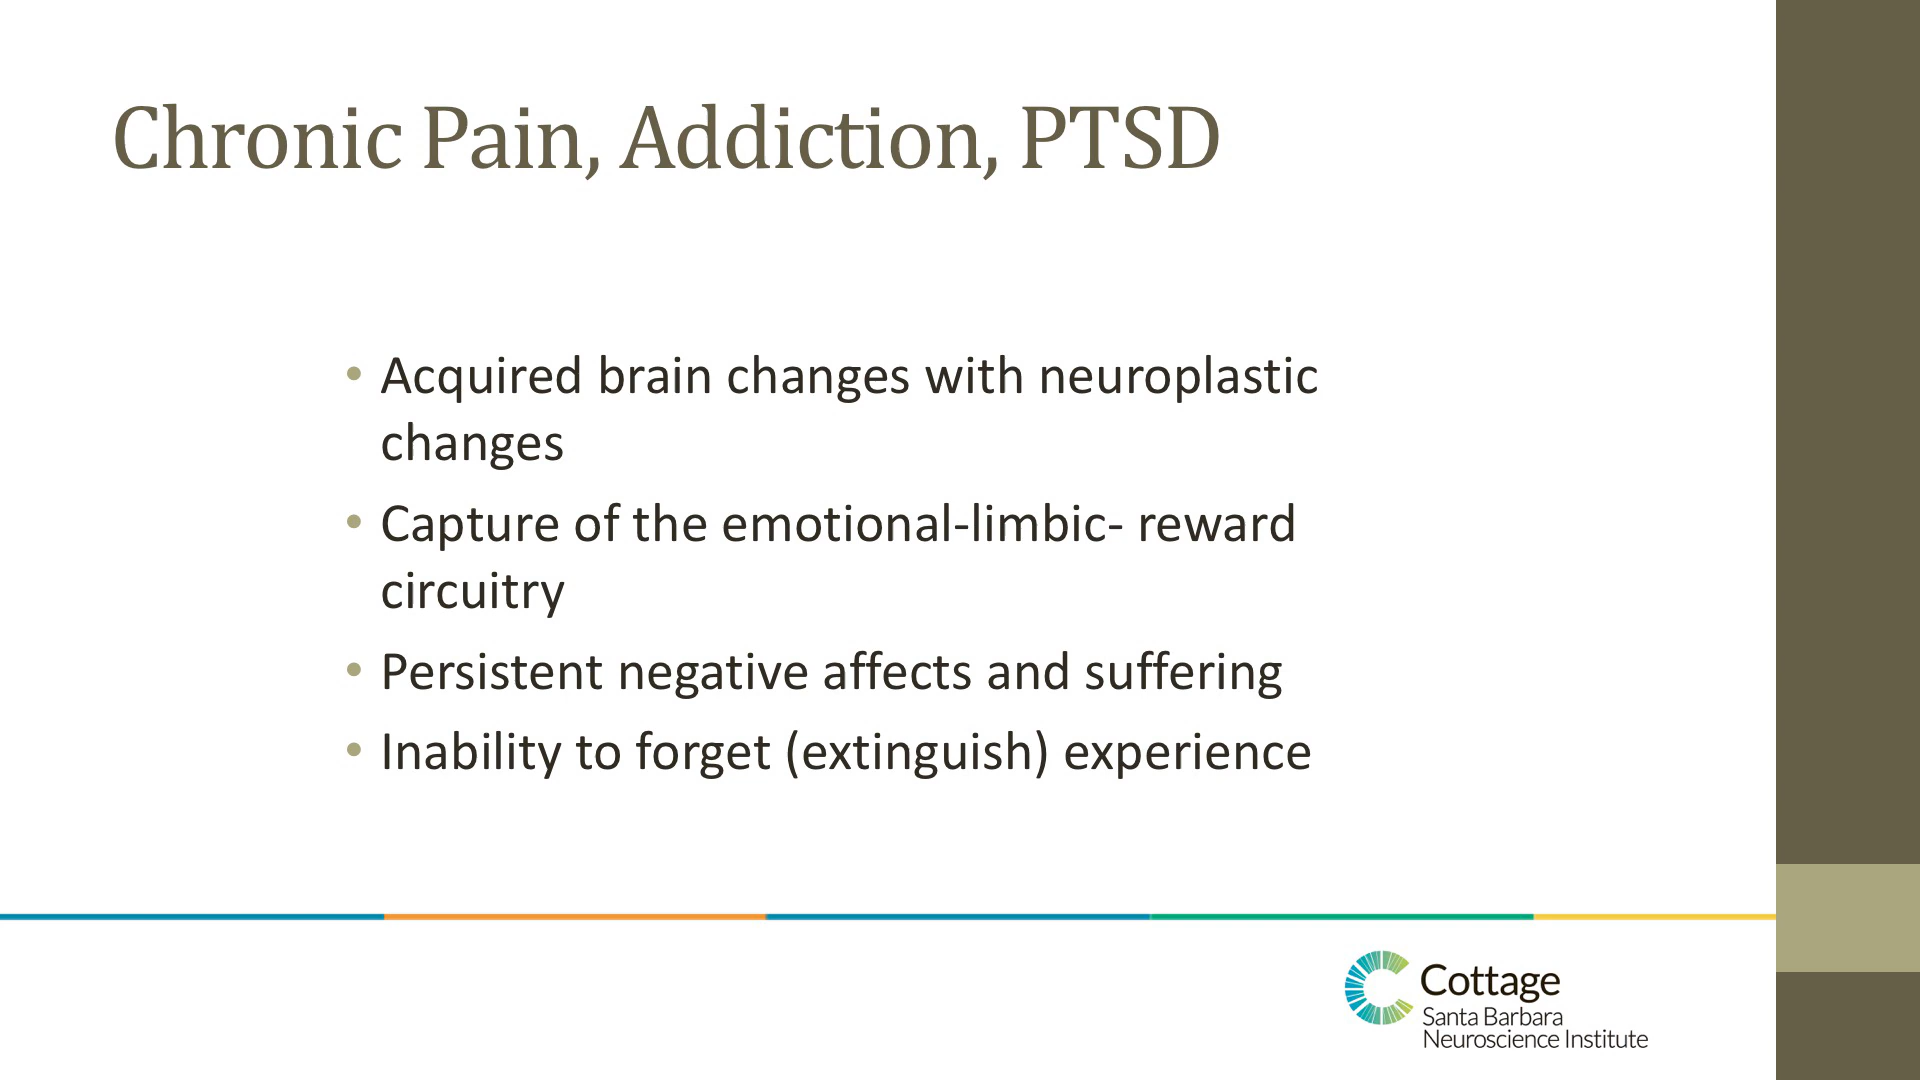 Chronic Pain, Addiction, PTSD
• Acquired brain changes with neuroplastic
changes
• Capture of the emotional-limbic- reward
circuitry
• Persistent negative affects and suffering
• Inability to forget (extinguish) experience
Cottage
Santa Barbara
Neuroscience Institute